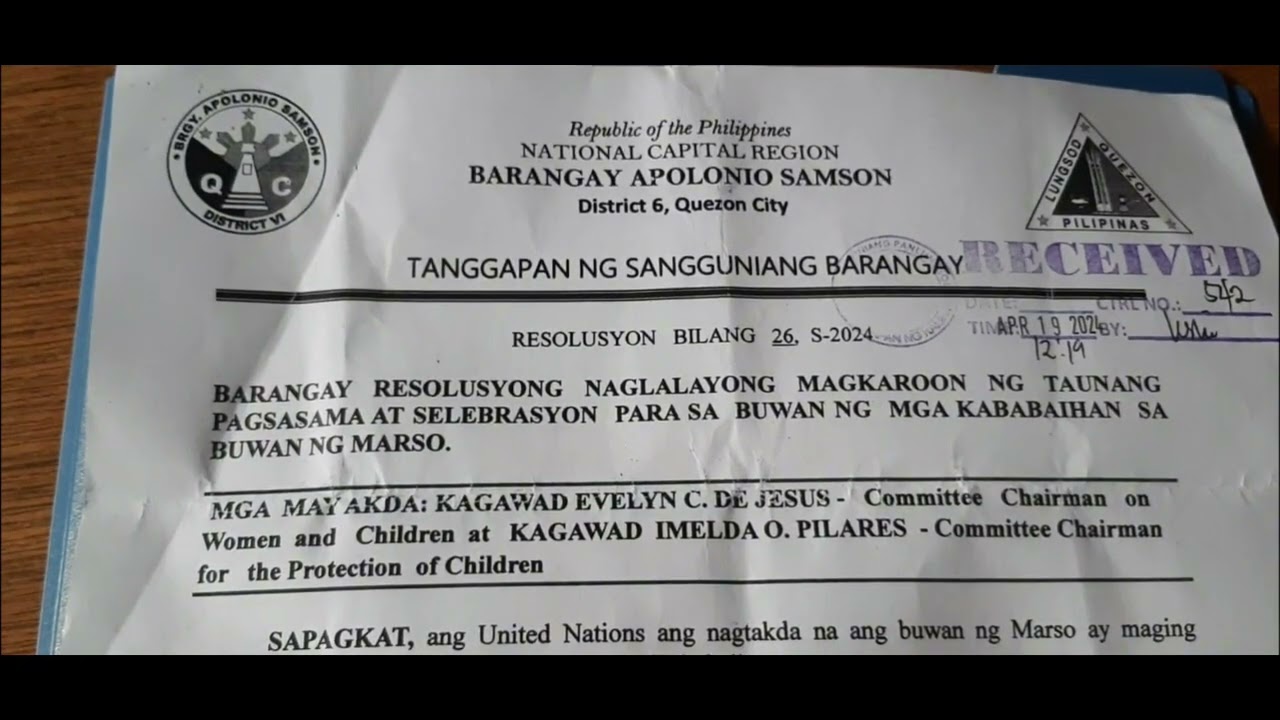 BRGY. APOLONIO SAMSON
Q C
DISTRICT VI
Republic of the Philippines
NATIONAL CAPITAL REGION
BARANGAY APOLONIO SAMSON
District 6, Quezon City
LUNGSOD QUEZON
PILIPINAS
TANGGAPAN NG SANGGUNIANG BARANGAY
RECEIVED
DATE: CTRL NO.: 542
APR 19 2024 BY:
12:19
RESOLUSYON BILANG 26, S-2024
BARANGAY RESOLUSYONG NAGLALAYONG MAGKAROON NG TAUNANG
PAGSASAMA AT SELEBRASYON PARA SA BUWAN NG MGA KABABAIHAN SA
BUWAN NG MARSO.
MGA MAY AKDA: KAGAWAD EVELYN C. DE JESUS - Committee Chairman on
Women and Children at KAGAWAD IMELDA O. PILARES - Committee Chairman
for the Protection of Children
SAPAGKAT, ang United Nations ang nagtakda na ang buwan ng Marso ay maging